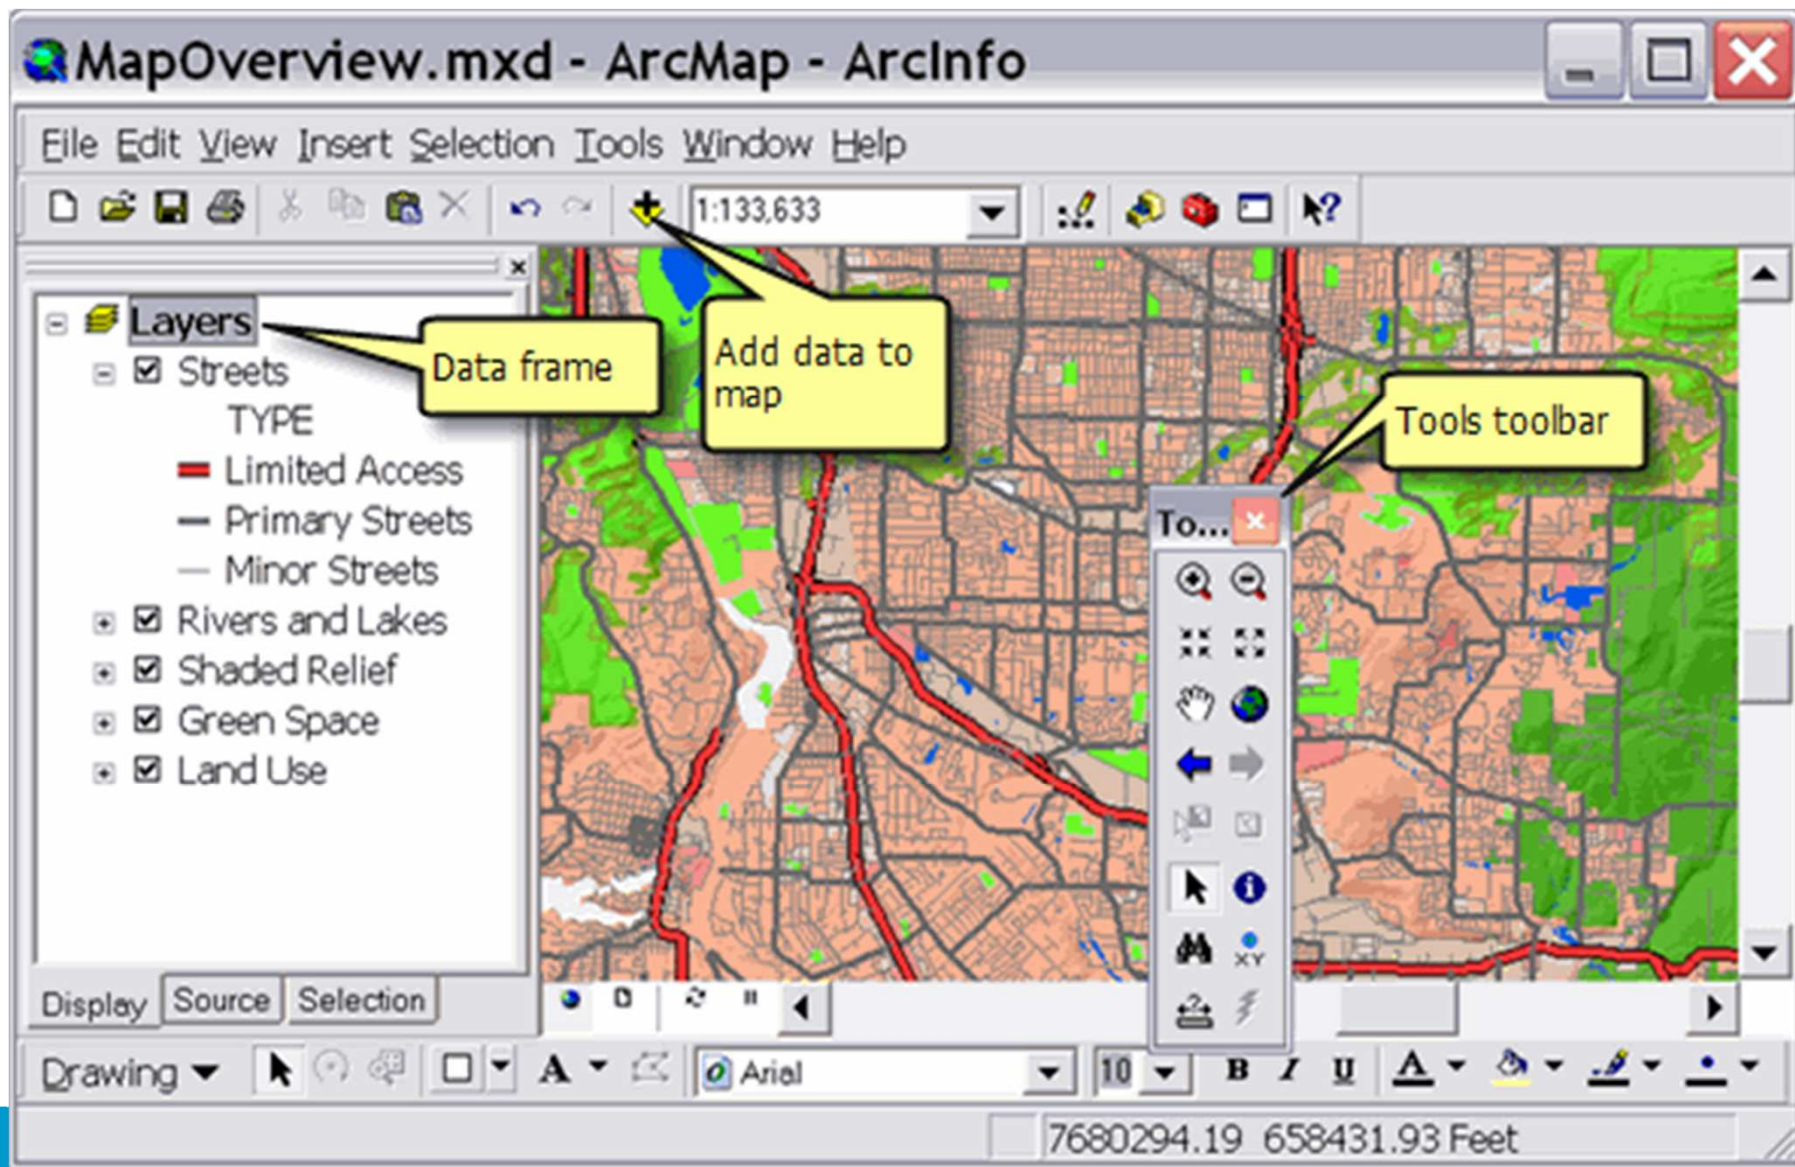 MapOverview.mxd - ArcMap - ArcInfo
File Edit View Insert Selection Tools Window Help
1:133,633
Layers
Data frame
Add data to
map
Tools toolbar
Streets
TYPE
Limited Access
Primary Streets
Minor Streets
Rivers and Lakes
Shaded Relief
Green Space
Land Use
To...
XY
Display Source Selection
Drawing A Arial 10 B I U A
7680294.19 658431.93 Feet